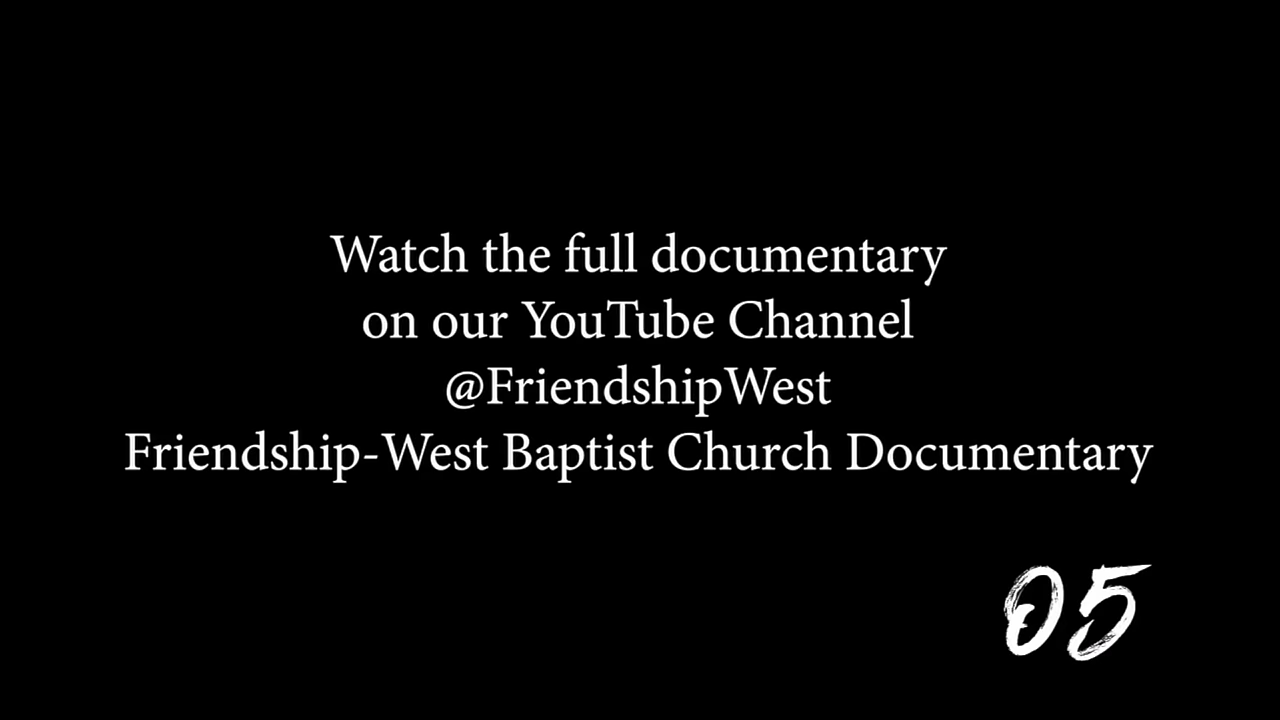 Watch the full documentary
on our YouTube Channel
@FriendshipWest
Friendship-West Baptist Church Documentary
05